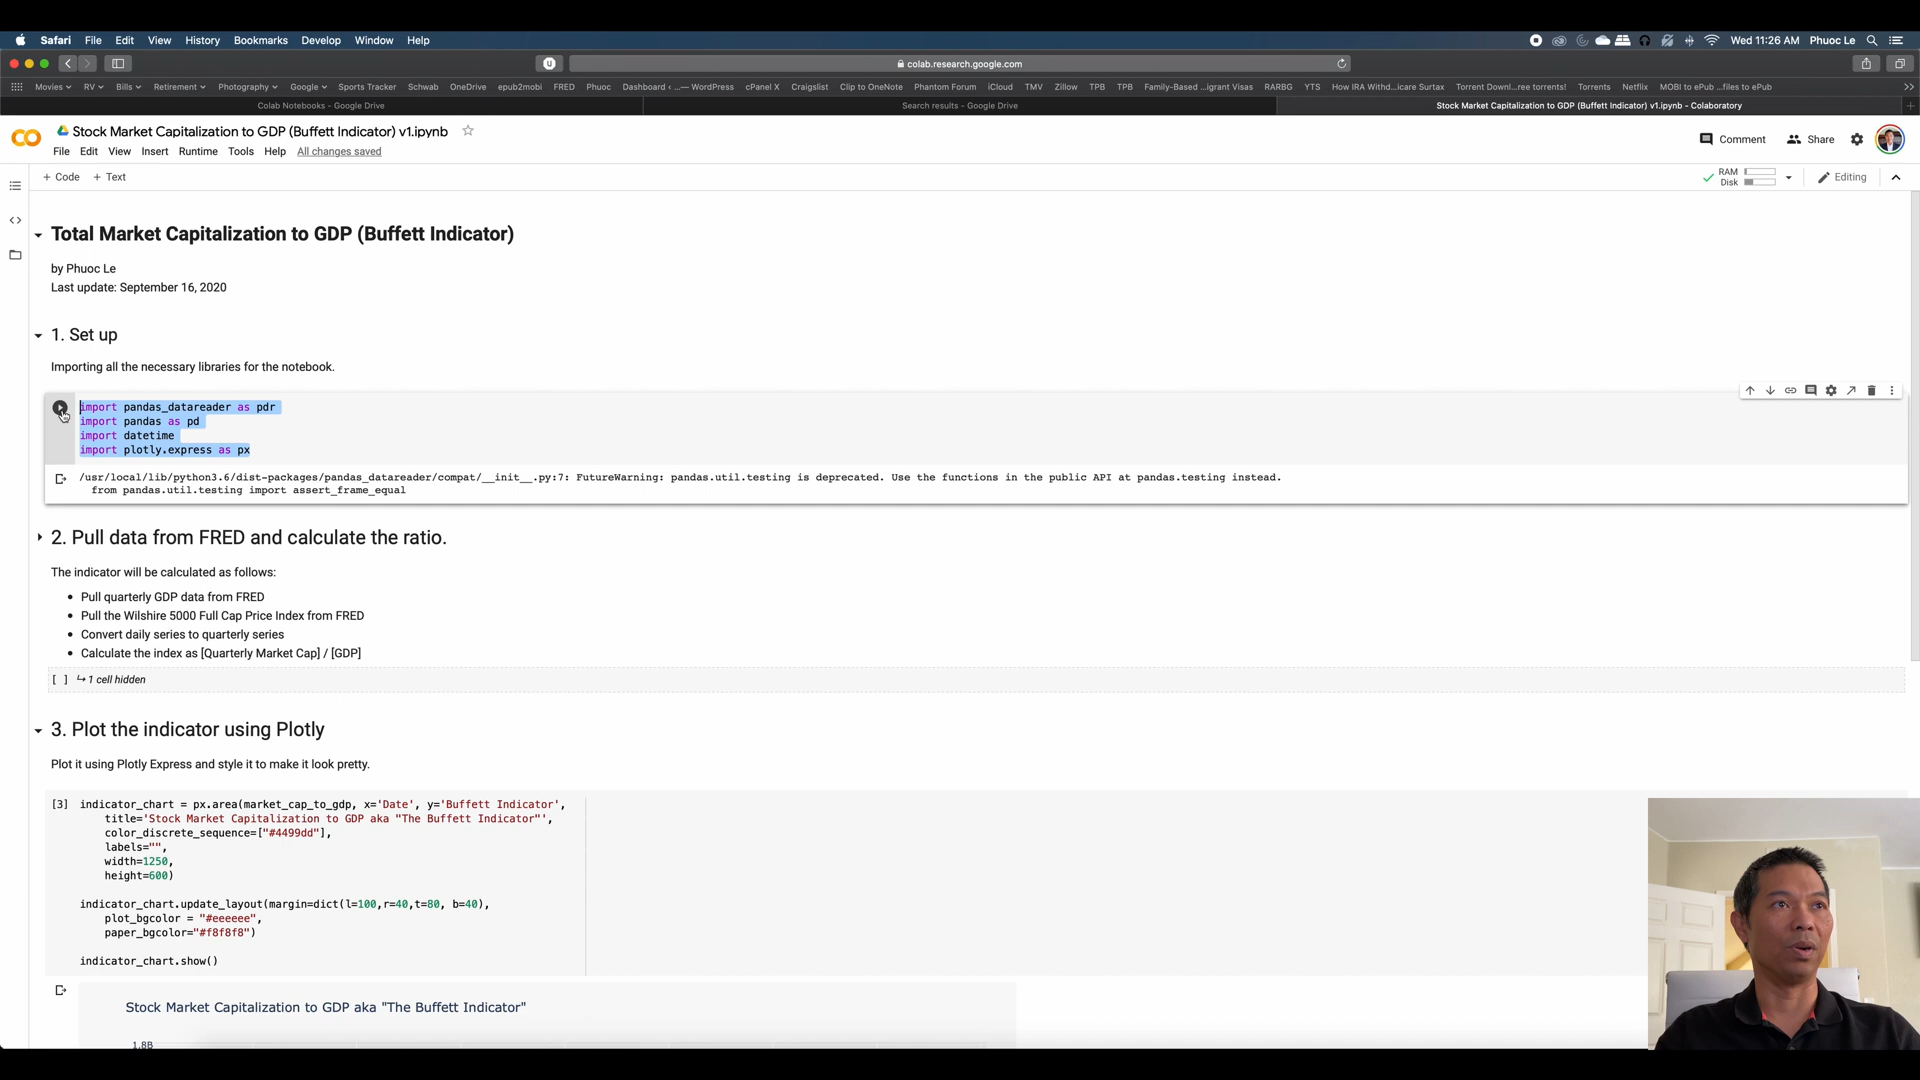 Safari File Edit View History Bookmarks Develop Window Help Wed 11:26 AM Phuoc Le
colab.research.google.com
Movies RV Bills Retirement Photography Google Sports Tracker Schwab OneDrive epub2mobi FRED Phuoc Dashboard ‹ …— WordPress cPanel X Craigslist Clip to OneNote Phantom Forum iCloud TMV Zillow TPB TPB Family-Based ...igrant Visas RARBG YTS How IRA Withd...icare Surtax Torrent Downl...ree torrents! Torrents Netflix MOBI to ePub ...files to ePub
Colab Notebooks - Google Drive Search results - Google Drive Stock Market Capitalization to GDP (Buffett Indicator) v1.ipynb - Colaboratory
Stock Market Capitalization to GDP (Buffett Indicator) v1.ipynb
Comment Share
File Edit View Insert Runtime Tools Help All changes saved
+ Code + Text
RAM
Disk
Editing
Total Market Capitalization to GDP (Buffett Indicator)
by Phuoc Le
Last update: September 16, 2020
1. Set up
Importing all the necessary libraries for the notebook.
import pandas_datareader as pdr
import pandas as pd
import datetime
import plotly.express as px
/usr/local/lib/python3.6/dist-packages/pandas_datareader/compat/__init__.py:7: FutureWarning: pandas.util.testing is deprecated. Use the functions in the public API at pandas.testing instead.
from pandas.util.testing import assert_frame_equal
2. Pull data from FRED and calculate the ratio.
The indicator will be calculated as follows:
• Pull quarterly GDP data from FRED
• Pull the Wilshire 5000 Full Cap Price Index from FRED
• Convert daily series to quarterly series
• Calculate the index as [Quarterly Market Cap] / [GDP]
[ ] ↳ 1 cell hidden
3. Plot the indicator using Plotly
Plot it using Plotly Express and style it to make it look pretty.
[3] indicator_chart = px.area(market_cap_to_gdp, x='Date', y='Buffett Indicator',
title='Stock Market Capitalization to GDP aka "The Buffett Indicator"',
color_discrete_sequence=["#4499dd"],
labels="",
width=1250,
height=600)
indicator_chart.update_layout(margin=dict(l=100,r=40,t=80, b=40),
plot_bgcolor = "#eeeeee",
paper_bgcolor="#f8f8f8")
indicator_chart.show()
Stock Market Capitalization to GDP aka "The Buffett Indicator"
1.8B